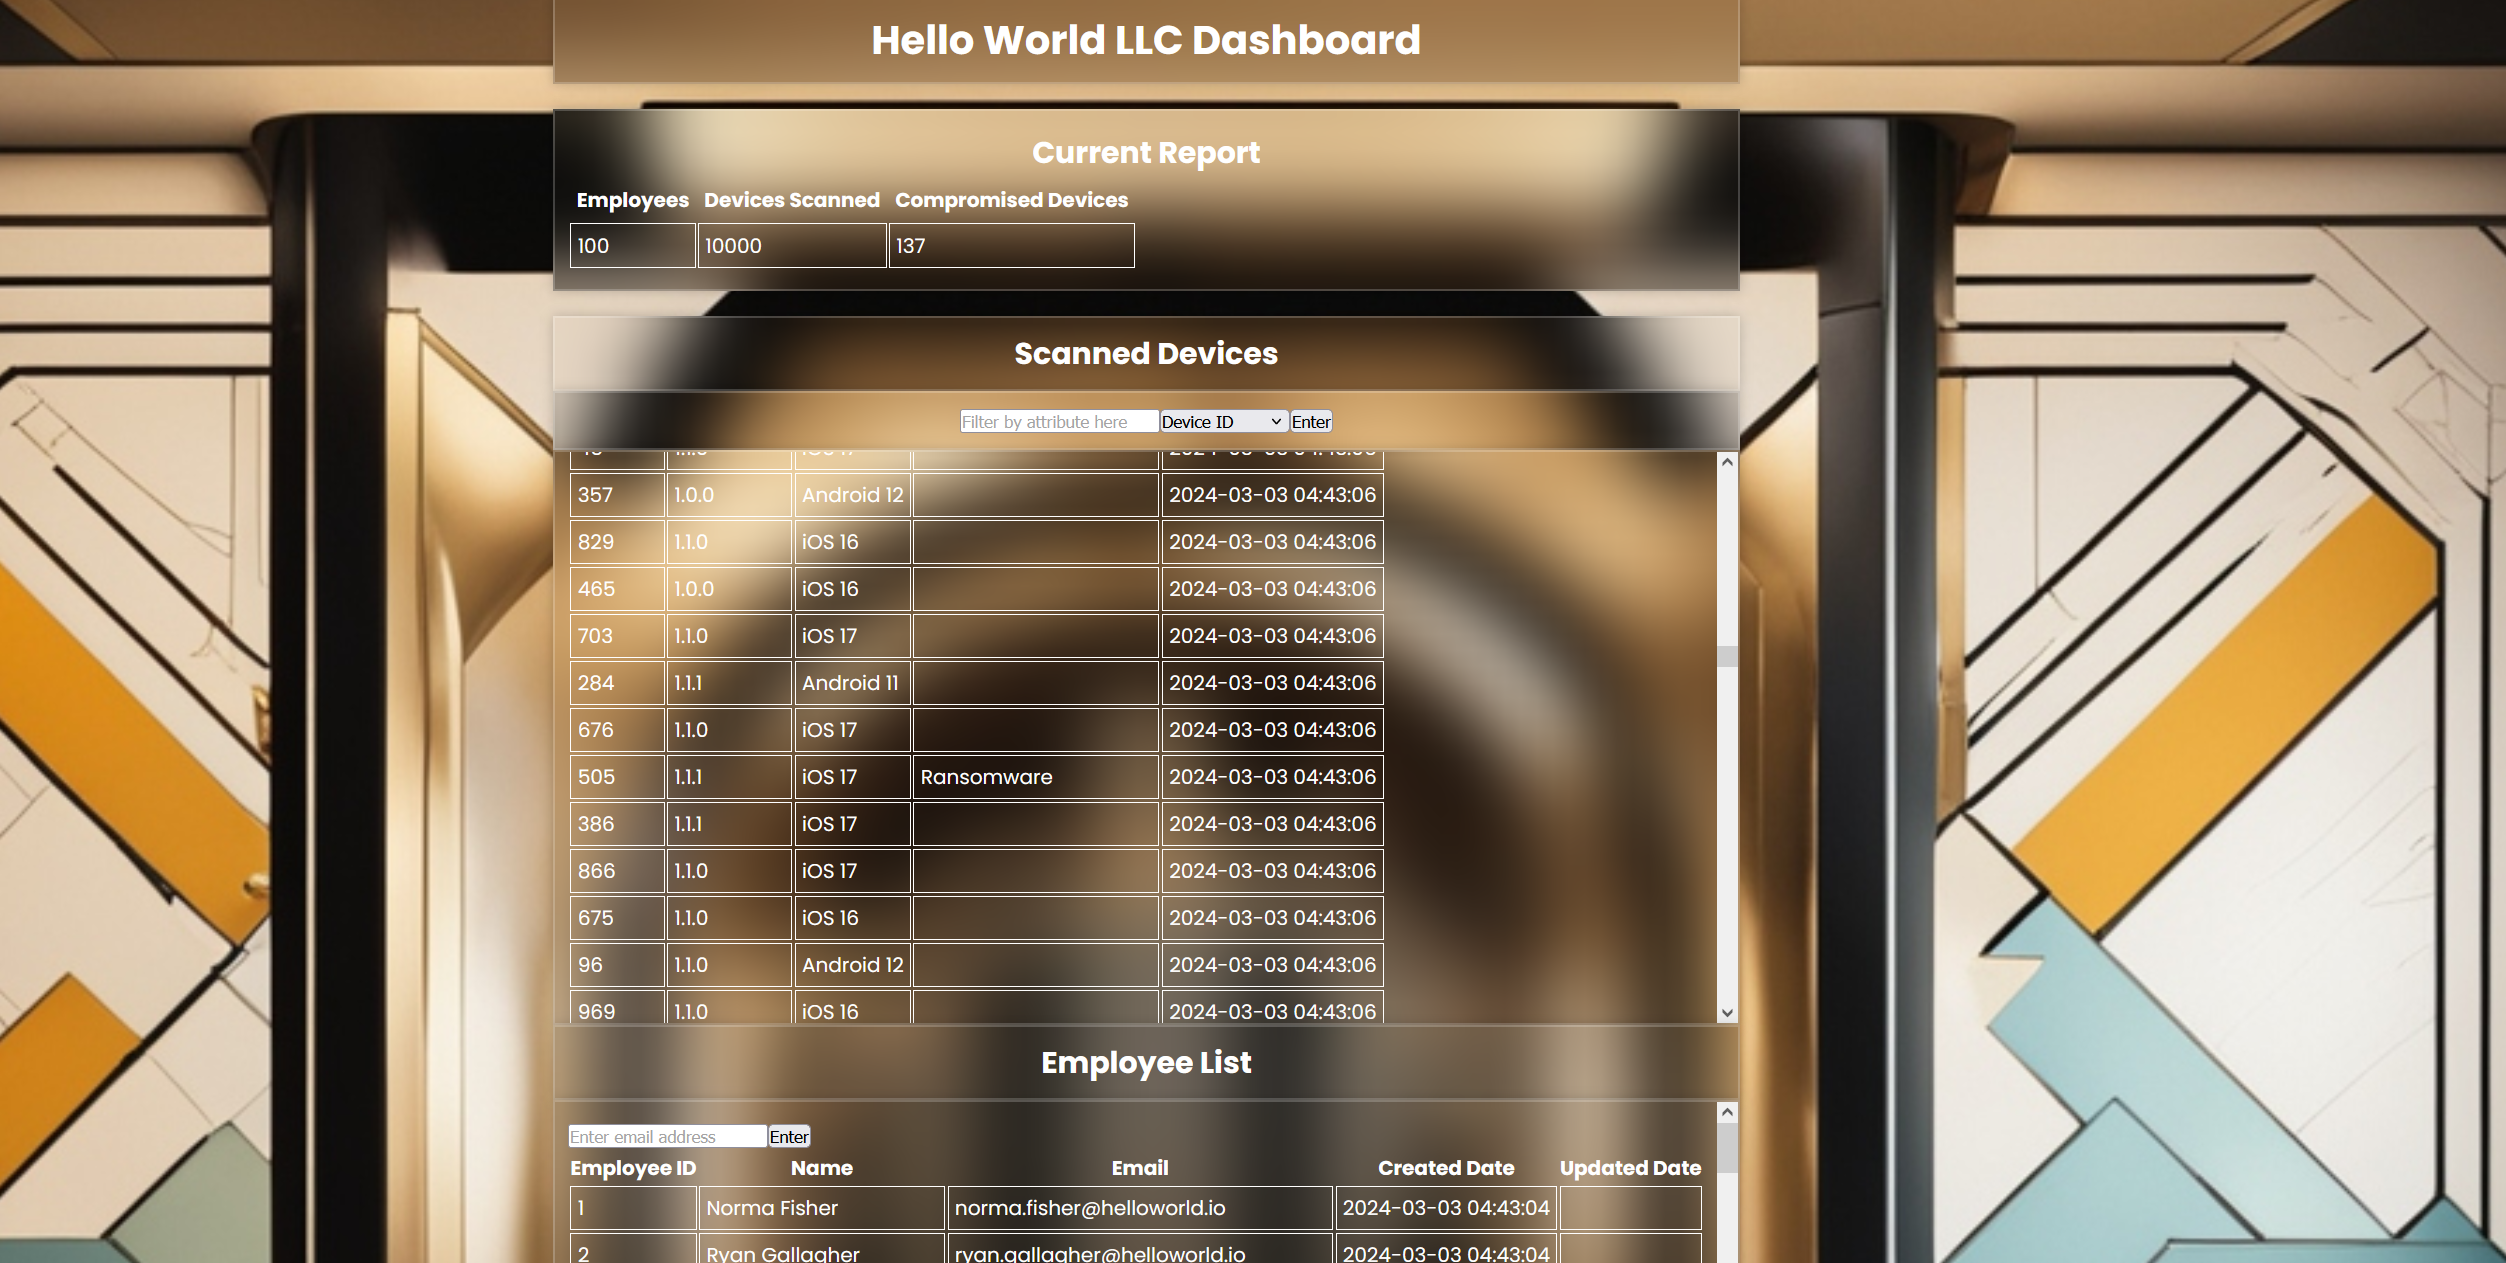 Hello World LLC Dashboard
Current Report
Employees Devices Scanned Compromised Devices
100 10000 137
Scanned Devices
Filter by attribute here Device ID Enter
357 1.0.0 Android 12 2024-03-03 04:43:06
829 1.1.0 iOS 16 2024-03-03 04:43:06
465 1.0.0 iOS 16 2024-03-03 04:43:06
703 1.1.0 iOS 17 2024-03-03 04:43:06
284 1.1.1 Android 11 2024-03-03 04:43:06
676 1.1.0 iOS 17 2024-03-03 04:43:06
505 1.1.1 iOS 17 Ransomware 2024-03-03 04:43:06
386 1.1.1 iOS 17 2024-03-03 04:43:06
866 1.1.0 iOS 17 2024-03-03 04:43:06
675 1.1.0 iOS 16 2024-03-03 04:43:06
96 1.1.0 Android 12 2024-03-03 04:43:06
969 1.1.0 iOS 16 2024-03-03 04:43:06
Employee List
Enter email address Enter
Employee ID Name Email Created Date Updated Date
1 Norma Fisher norma.fisher@helloworld.io 2024-03-03 04:43:04
2 Ryan Gallagher ryan.gallagher@helloworld.io 2024-03-03 04:43:04